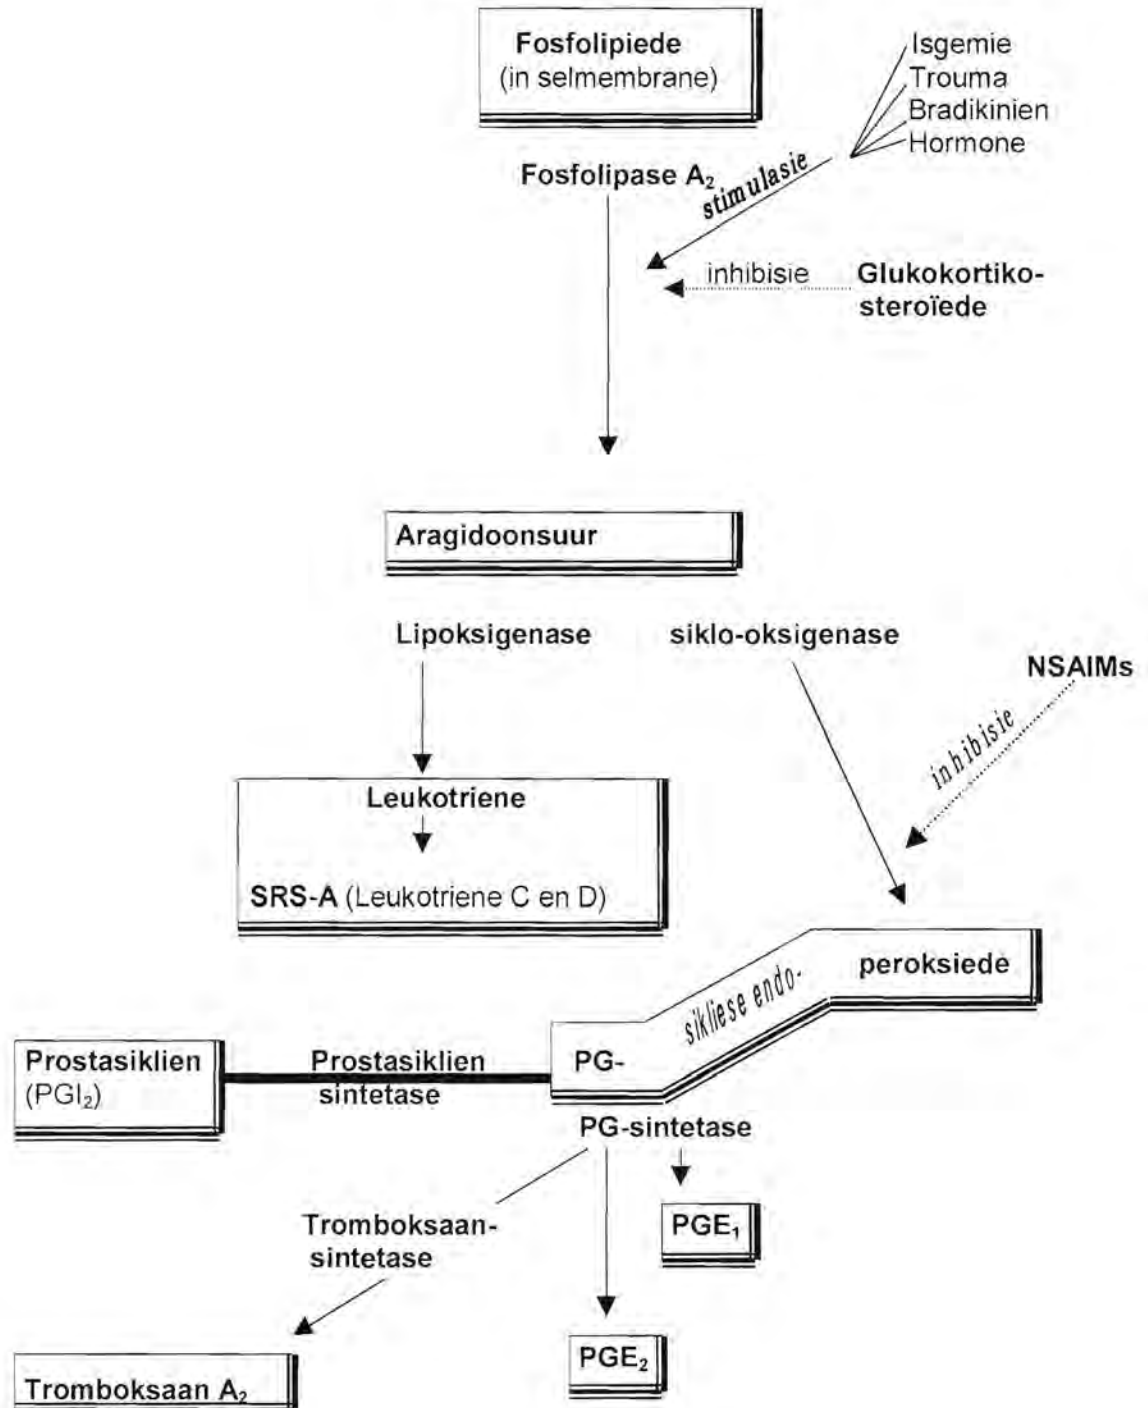 Fosfolipiede
(in selmembrane)
Isgemie
Trouma
Bradikinien
Hormone
Fosfolipase A₂
stimulasie
inhibisie
Glukokortiko-
steroïede
Aragidoonsuur
Lipoksigenase
siklo-oksigenase
NSAIMs
inhibisie
Leukotriene
SRS-A (Leukotriene C en D)
peroksiede
sikliese endo-
PG-
Prostasiklien
(PGI₂)
Prostasiklien
sintetase
PG-sintetase
PGE₁
Tromboksaan-
sintetase
PGE₂
Tromboksaan A₂